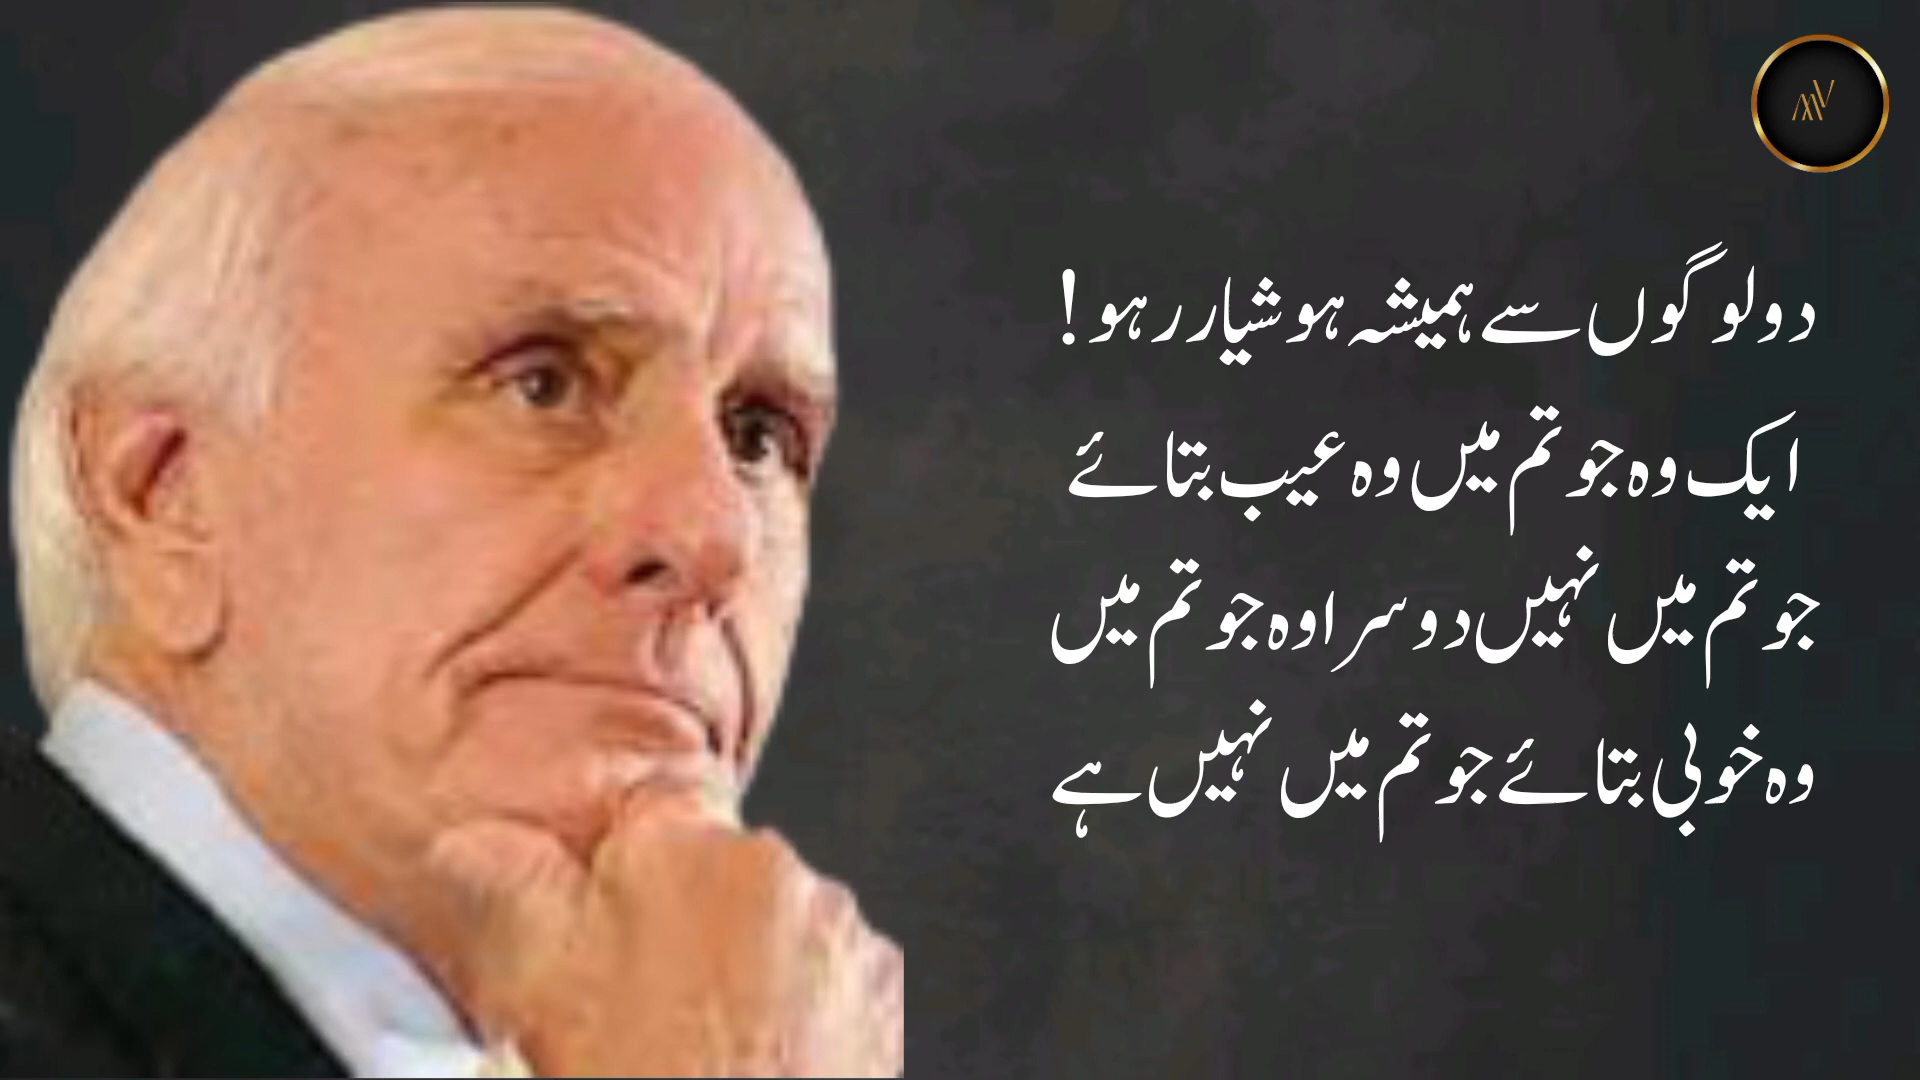 دو لوگوں سے ہمیشہ ہوشیار رہو!
ایک وہ جو تم میں وہ عیب بتائے
جو تم میں نہیں دوسرا وہ جو تم میں
وہ خوبی بتائے جو تم میں نہیں ہے